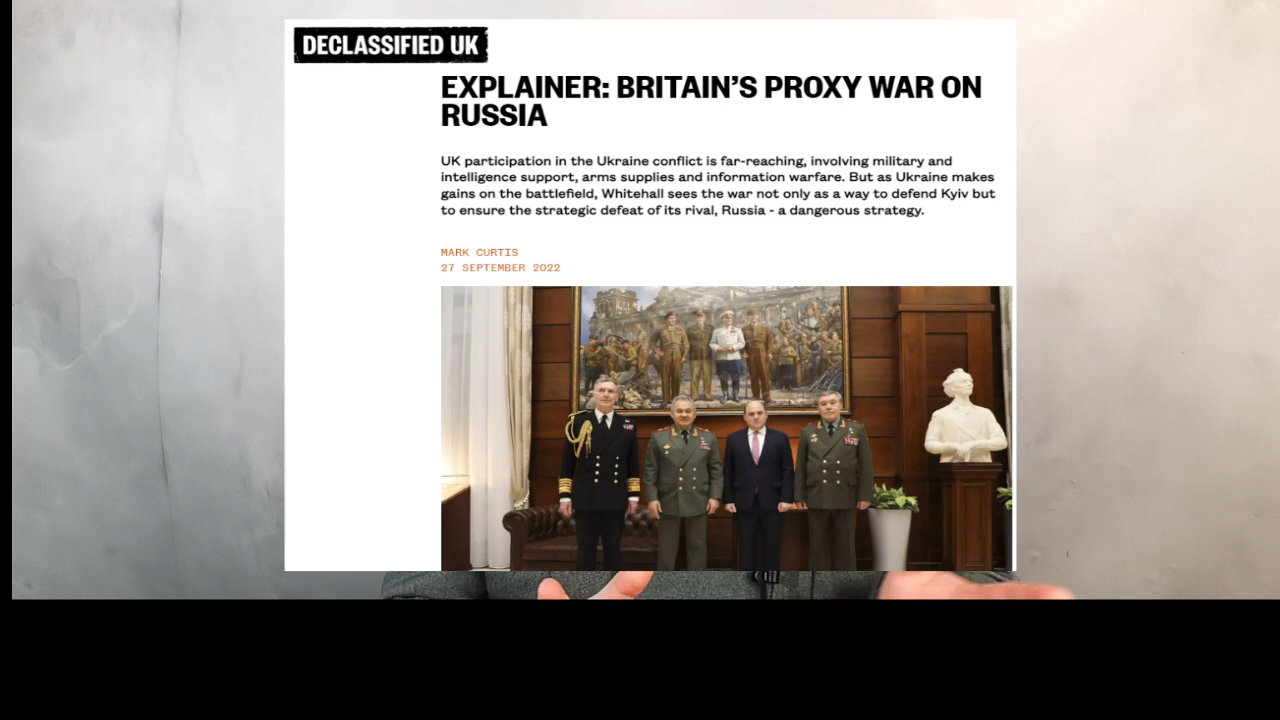 DECLASSIFIED UK
EXPLAINER: BRITAIN'S PROXY WAR ON
RUSSIA
UK participation in the Ukraine conflict is far-reaching, involving military and
intelligence support, arms supplies and information warfare. But as Ukraine makes
gains on the battlefield, Whitehall sees the war not only as a way to defend Kyiv but
to ensure the strategic defeat of its rival, Russia - a dangerous strategy.
MARK CURTIS
27 SEPTEMBER 2022